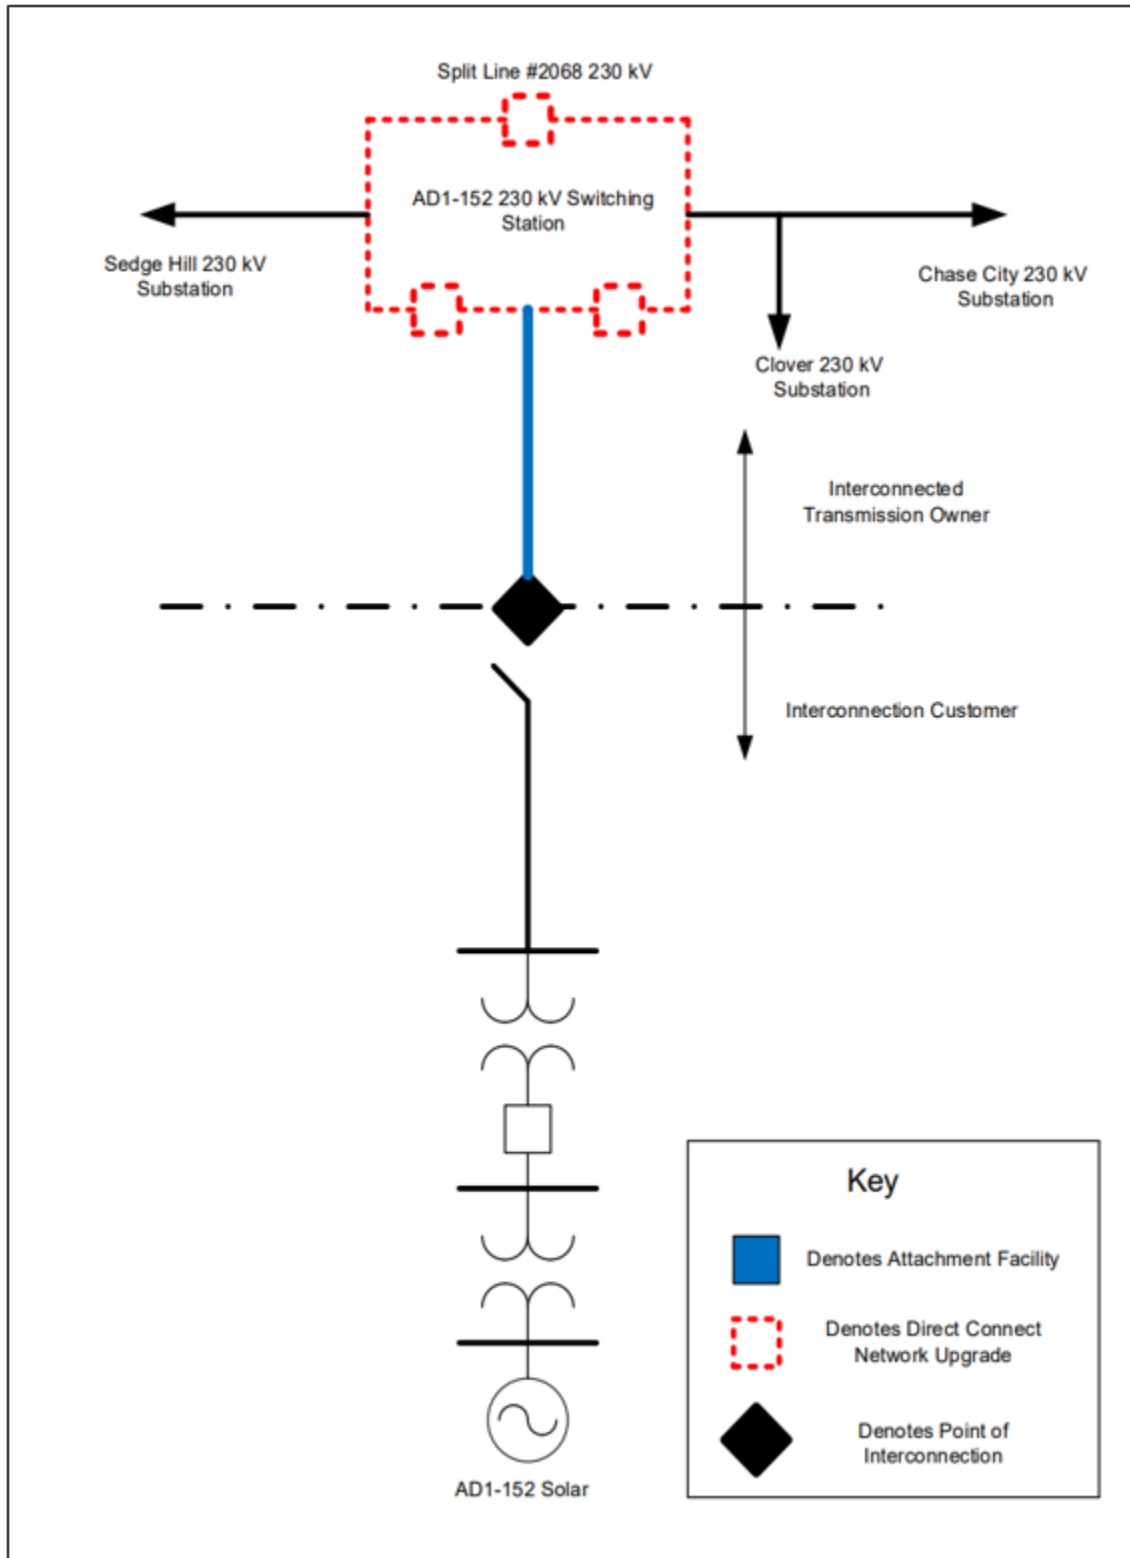 Split Line #2068 230 kV
AD1-152 230 kV Switching
Station
Sedge Hill 230 kV
Substation
Chase City 230 kV
Substation
Clover 230 kV
Substation
Interconnected
Transmission Owner
Interconnection Customer
Key
Denotes Attachment Facility
Denotes Direct Connect
Network Upgrade
Denotes Point of
Interconnection
AD1-152 Solar